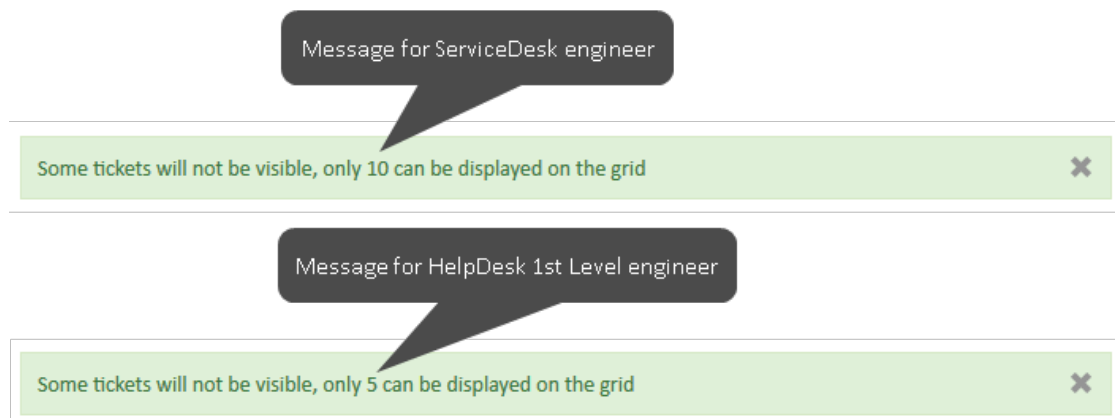 Message for ServiceDesk engineer
Some tickets will not be visible, only 10 can be displayed on the grid
Message for HelpDesk 1st Level engineer
Some tickets will not be visible, only 5 can be displayed on the grid